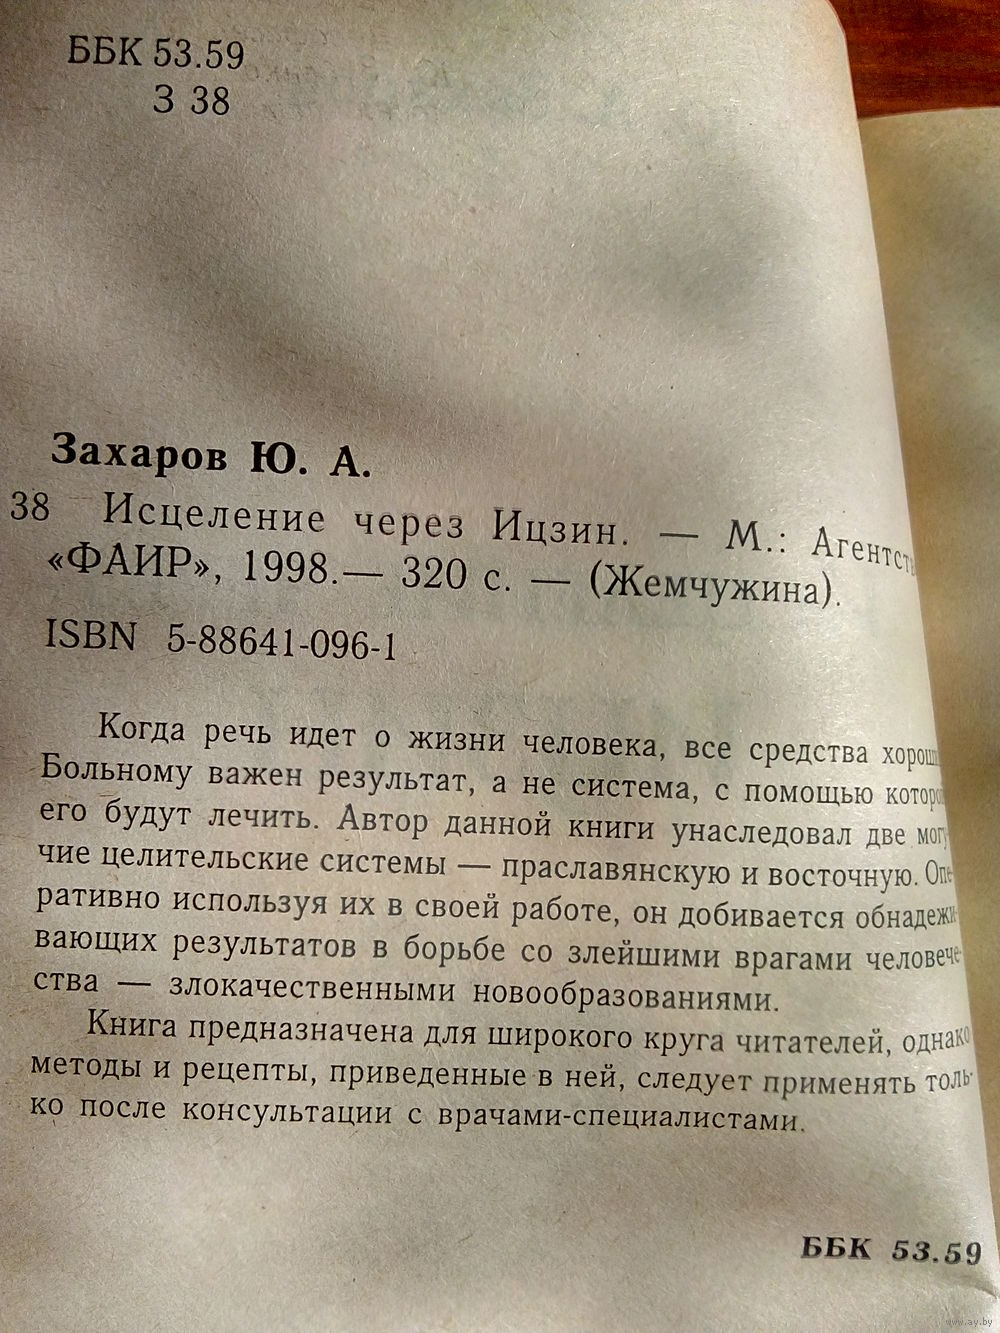 ББК 53.59
З 38
Захаров Ю. А.
38 Исцеление через Ицзин. — М.: Агентств
«ФАИР», 1998.— 320 с. — (Жемчужина).
ISBN 5-88641-096-1
Когда речь идет о жизни человека, все средства хорош
Больному важен результат, а не система, с помощью которо
его будут лечить. Автор данной книги унаследовал две могу
чие целительские системы — праславянскую и восточную. Опе
ративно используя их в своей работе, он добивается обнадежи
вающих результатов в борьбе со злейшими врагами человече-
ства — злокачественными новообразованиями.
Книга предназначена для широкого круга читателей, однако
методы и рецепты, приведенные в ней, следует применять толь-
ко после консультации с врачами-специалистами.
ББК 53.59
www.ay.by